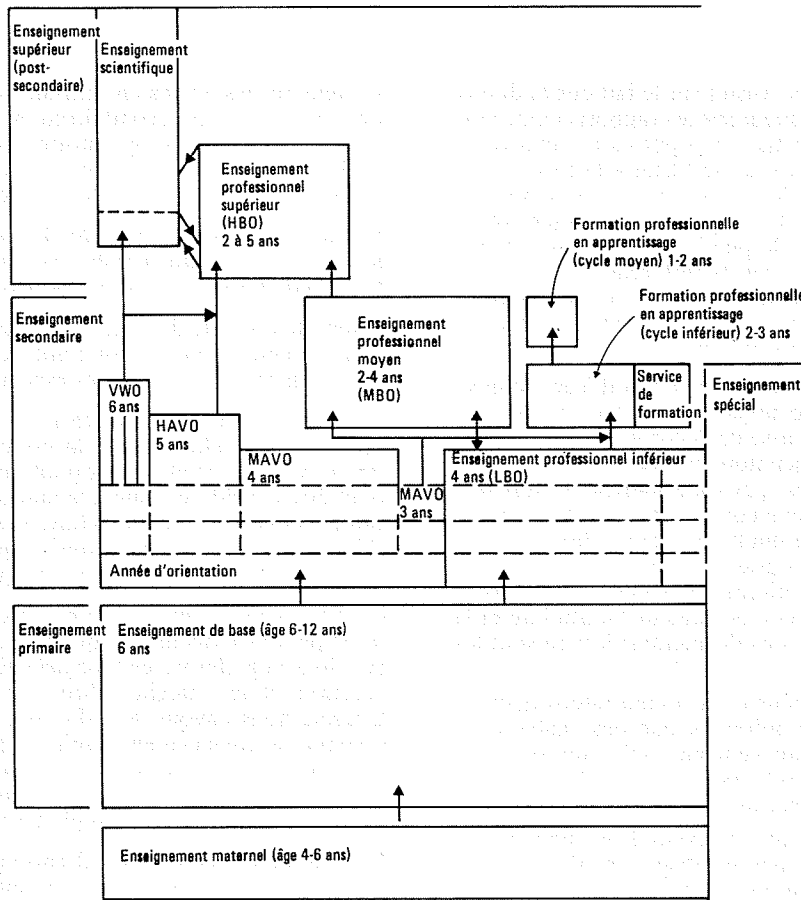 Enseignement
supérieur
(post-
secondaire)
Enseignement
scientifique
Enseignement
professionnel
supérieur
(HBO)
2 à 5 ans
Formation professionnelle
en apprentissage
(cycle moyen) 1-2 ans
Formation professionnelle
en apprentissage
(cycle inférieur) 2-3 ans
Enseignement
secondaire
Enseignement
professionnel
moyen
2-4 ans
(MBO)
Service
de
formation
Enseignement
spécial
VWO
6 ans
HAVO
5 ans
MAVO
4 ans
MAVO
3 ans
Enseignement professionnel inférieur
4 ans (LBO)
Année d'orientation
Enseignement
primaire
Enseignement de base (âge 6-12 ans)
6 ans
Enseignement maternel (âge 4-6 ans)